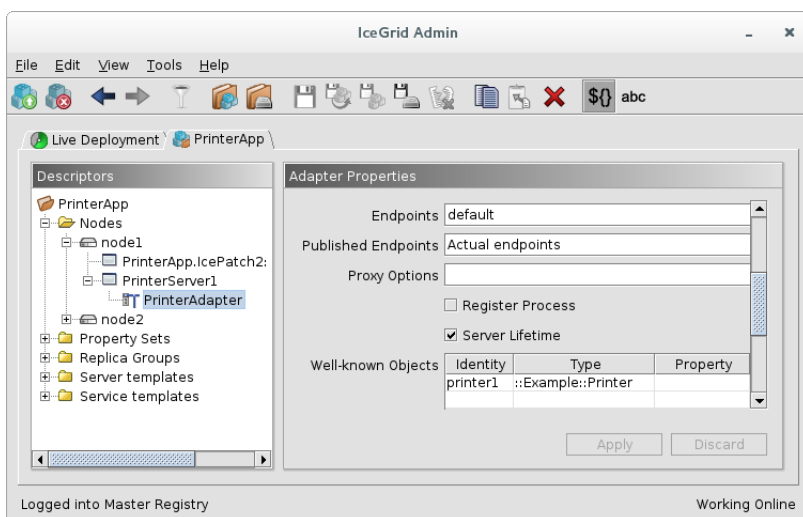 IceGrid Admin
File Edit View Tools Help
${} abc
Live Deployment PrinterApp
Descriptors
PrinterApp
Nodes
node1
PrinterApp.IcePatch2:
PrinterServer1
PrinterAdapter
node2
Property Sets
Replica Groups
Server templates
Service templates
Adapter Properties
Endpoints default
Published Endpoints Actual endpoints
Proxy Options
Register Process
Server Lifetime
Well-known Objects Identity Type Property
printer1 ::Example::Printer
Apply Discard
Logged into Master Registry Working Online